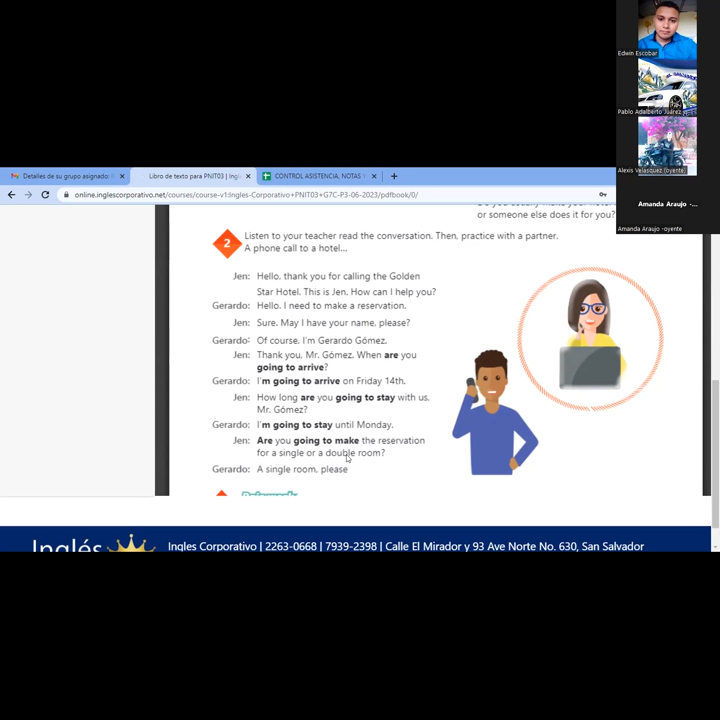 Edwin Escobar
Pablo Adalberto Juárez
Alexis Velasquez (oyente)
Amanda Araujo -...
Amanda Araujo -oyente
Detalles de su grupo asignado:
Libro de texto para PNIT03 | Ingl
CONTROL ASISTENCIA, NOTAS
online.inglescorporativo.net/courses/course-v1:Ingles-Corporativo+PNIT03+G7C-P3-06-2023/pdfbook/0/
or someone else does it for you?
2
Listen to your teacher read the conversation. Then, practice with a partner.
A phone call to a hotel...
Jen: Hello, thank you for calling the Golden
Star Hotel. This is Jen. How can I help you?
Gerardo: Hello. I need to make a reservation.
Jen: Sure. May I have your name, please?
Gerardo: Of course. I'm Gerardo Gómez.
Jen: Thank you, Mr. Gómez. When are you
going to arrive?
Gerardo: I'm going to arrive on Friday 14th.
Jen: How long are you going to stay with us,
Mr. Gómez?
Gerardo: I'm going to stay until Monday.
Jen: Are you going to make the reservation
for a single or a double room?
Gerardo: A single room, please
Inglés
Ingles Corporativo | 2263-0668 | 7939-2398 | Calle El Mirador y 93 Ave Norte No. 630, San Salvador